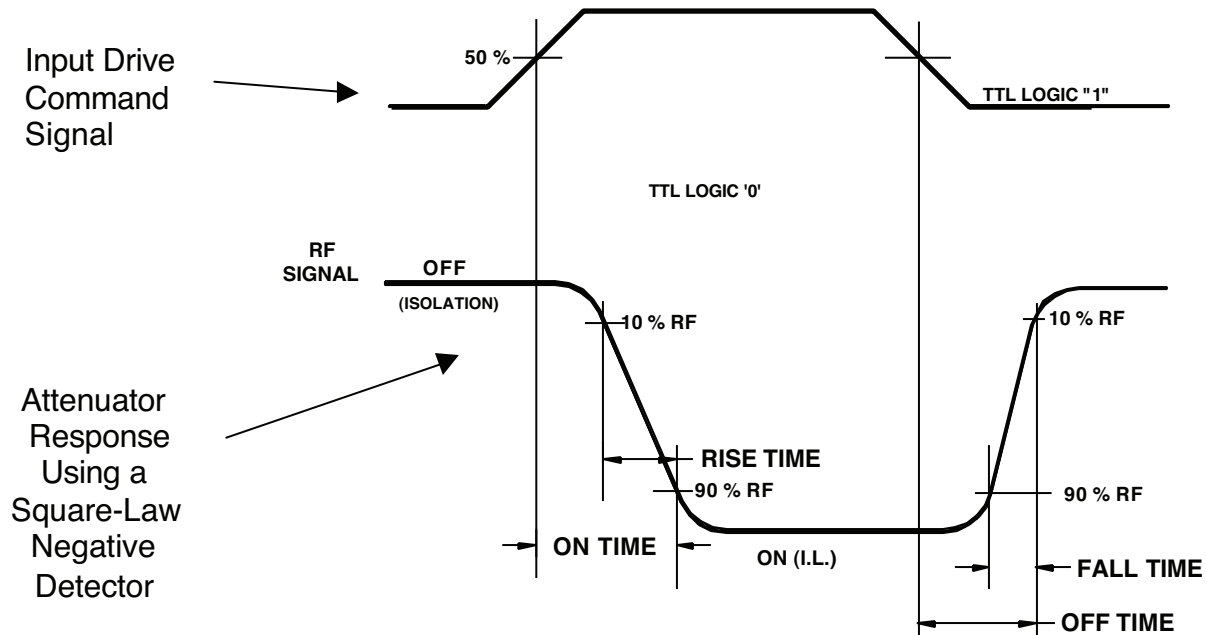 Input Drive
Command
Signal
50 %
TTL LOGIC "1"
TTL LOGIC '0'
RF
SIGNAL
OFF
(ISOLATION)
10 % RF
10 % RF
Attenuator
Response
Using a
Square-Law
Negative
Detector
RISE TIME
90 % RF
90 % RF
ON TIME
ON (I.L.)
FALL TIME
OFF TIME